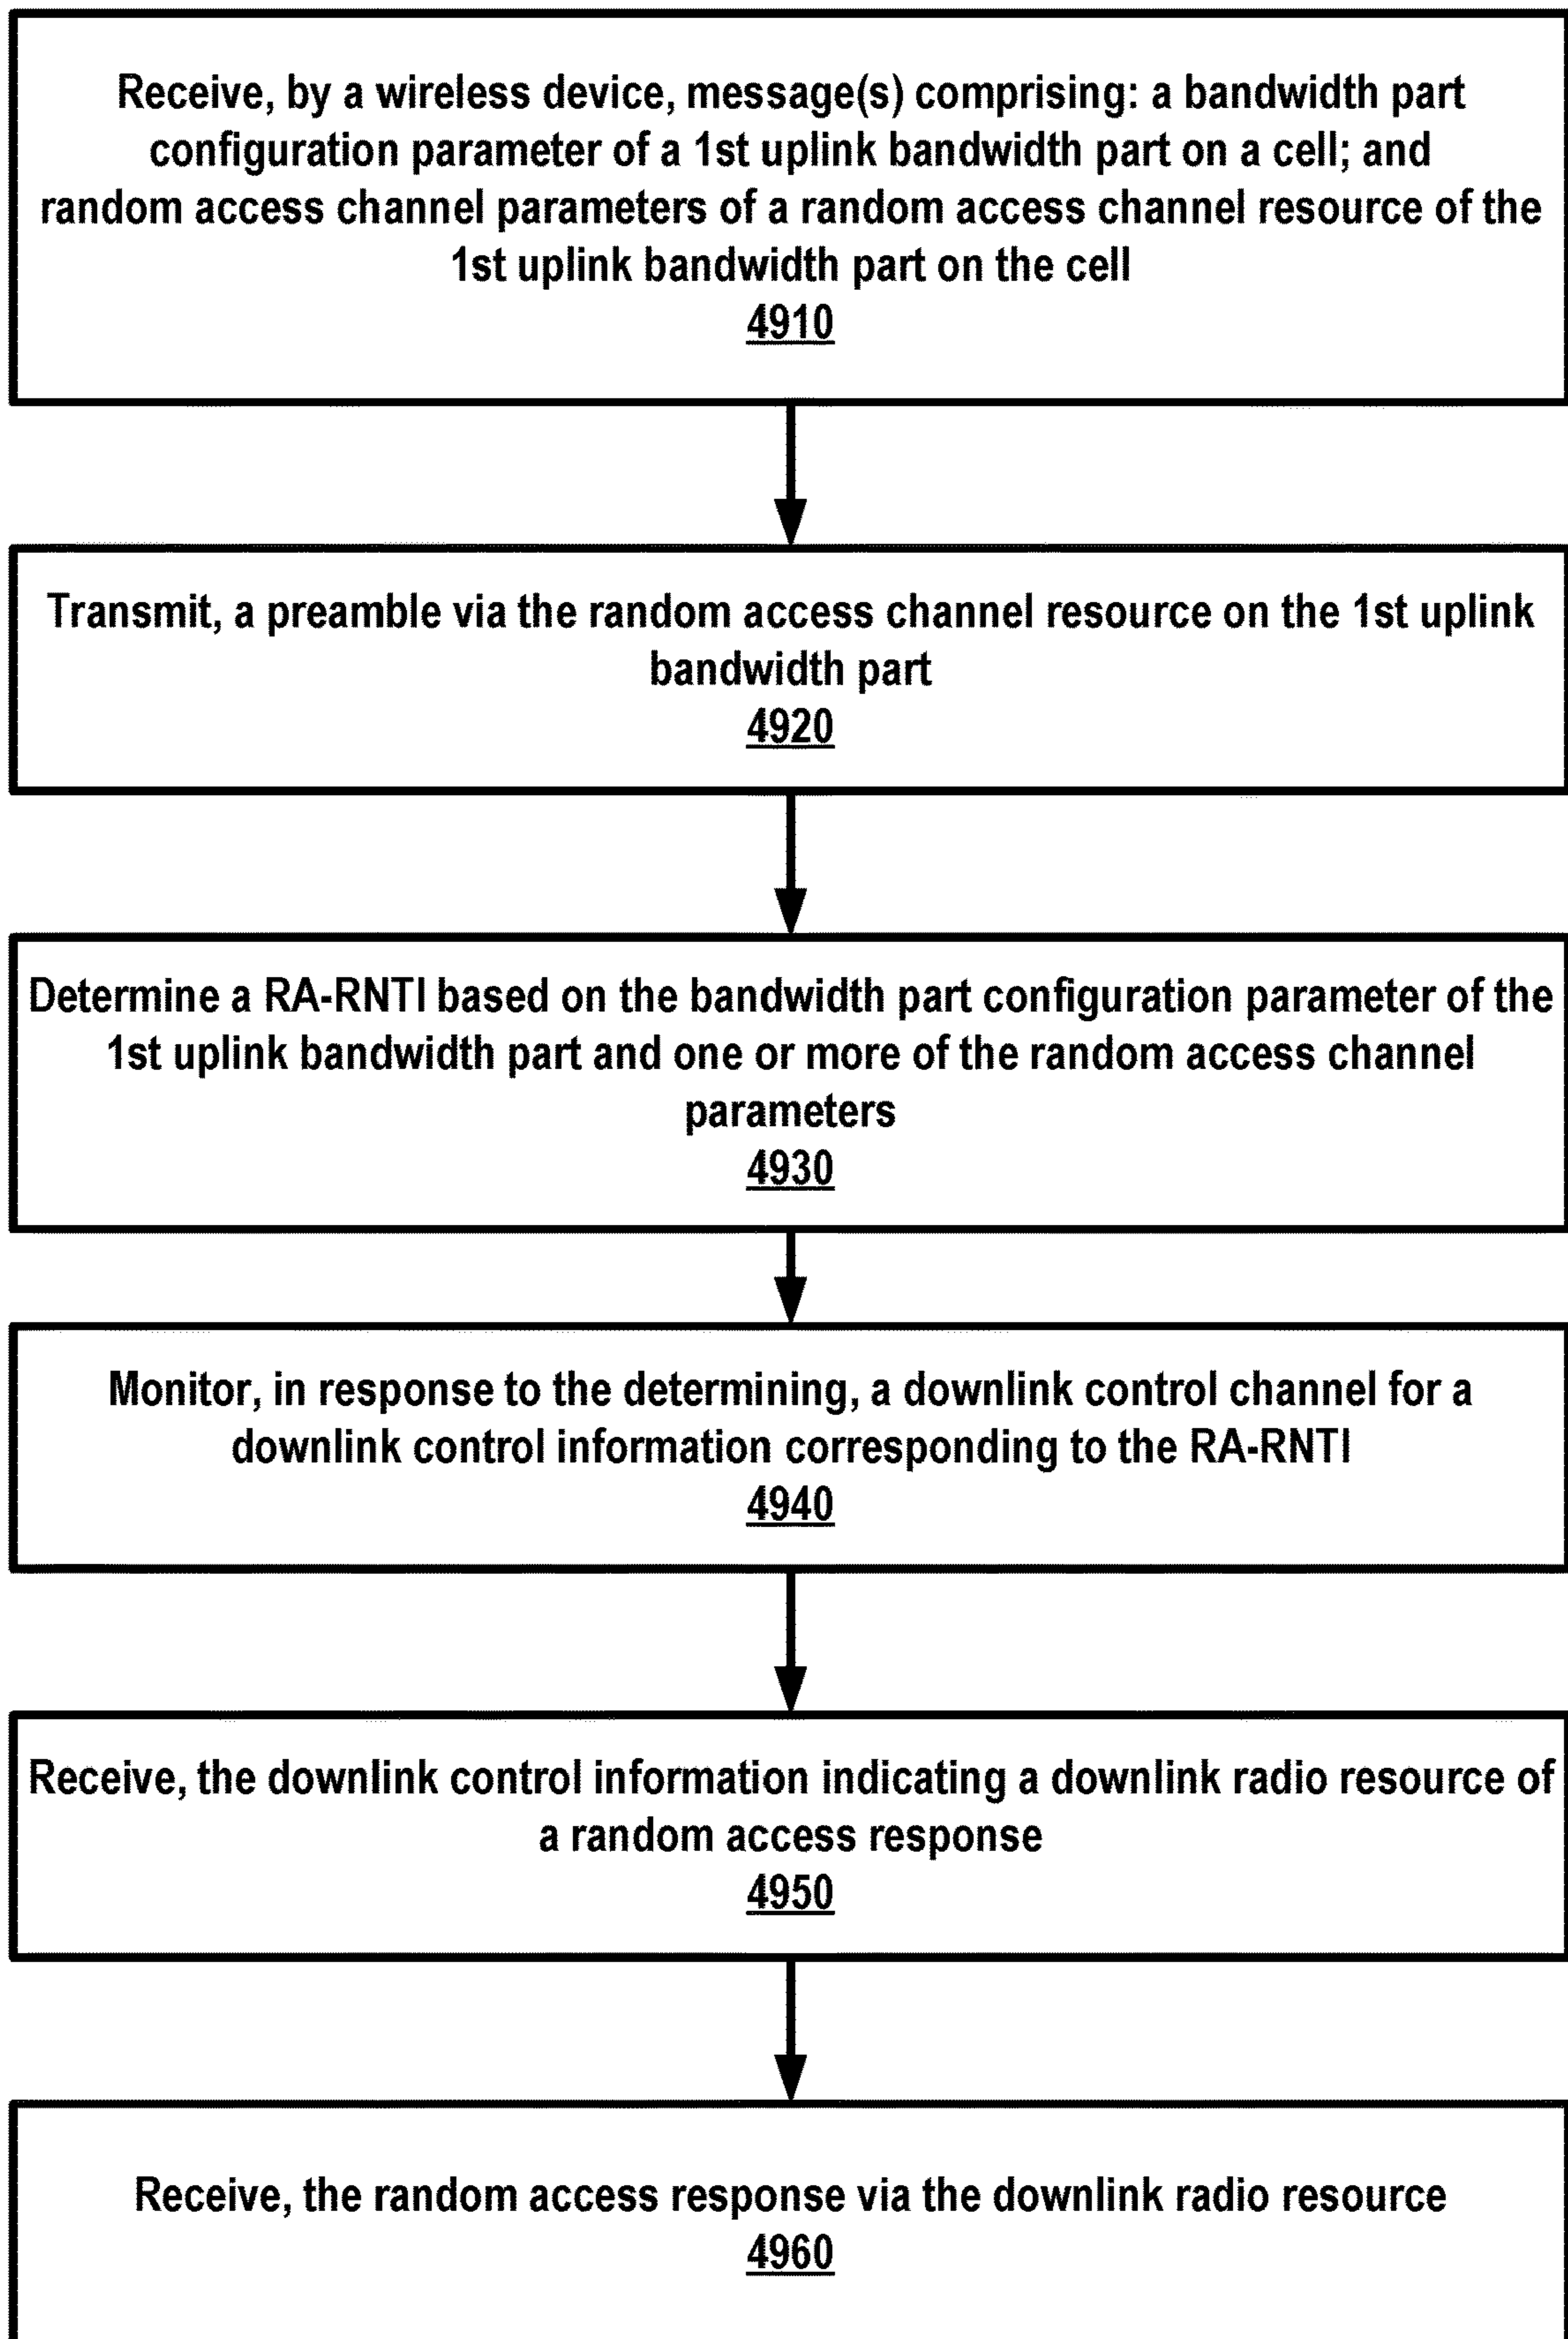 Receive, by a wireless device, message(s) comprising: a bandwidth part
configuration parameter of a 1st uplink bandwidth part on a cell; and
random access channel parameters of a random access channel resource of the
1st uplink bandwidth part on the cell
4910
Transmit, a preamble via the random access channel resource on the 1st uplink
bandwidth part
4920
Determine a RA-RNTI based on the bandwidth part configuration parameter of the
1st uplink bandwidth part and one or more of the random access channel
parameters
4930
Monitor, in response to the determining, a downlink control channel for a
downlink control information corresponding to the RA-RNTI
4940
Receive, the downlink control information indicating a downlink radio resource of
a random access response
4950
Receive, the random access response via the downlink radio resource
4960